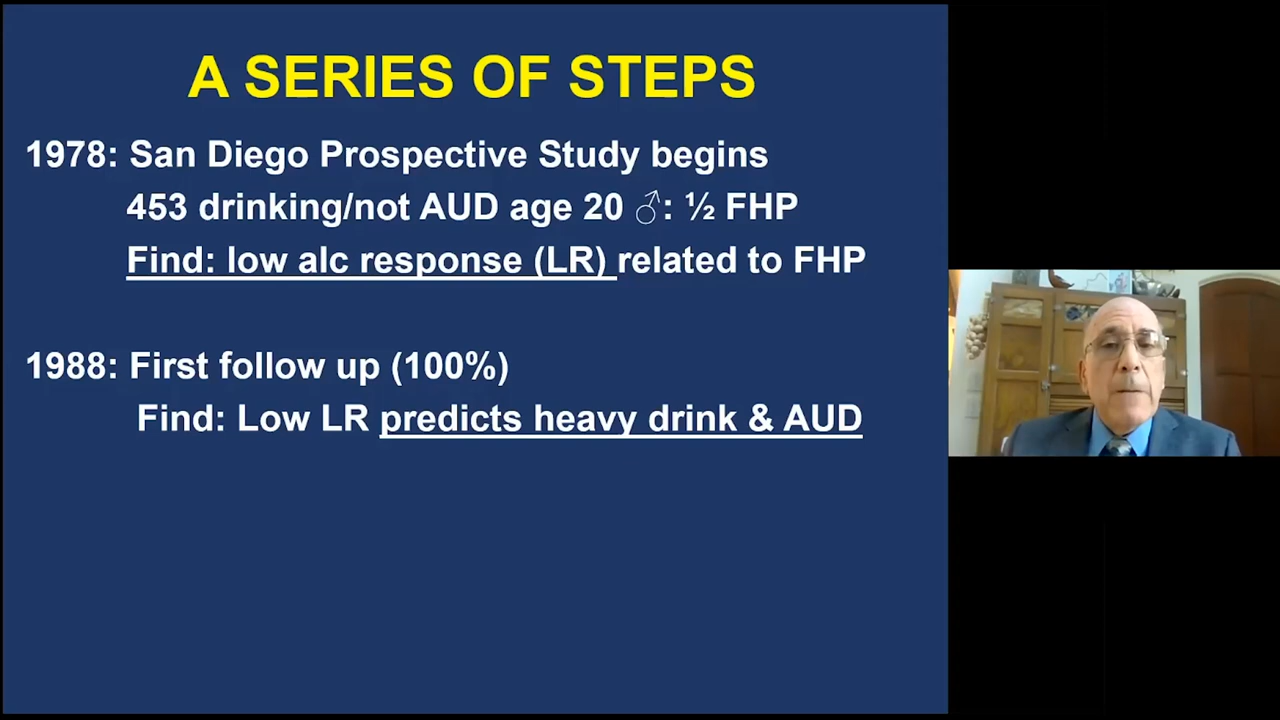 A SERIES OF STEPS
1978: San Diego Prospective Study begins
453 drinking/not AUD age 20 ♂: ½ FHP
Find: low alc response (LR) related to FHP
1988: First follow up (100%)
Find: Low LR predicts heavy drink & AUD